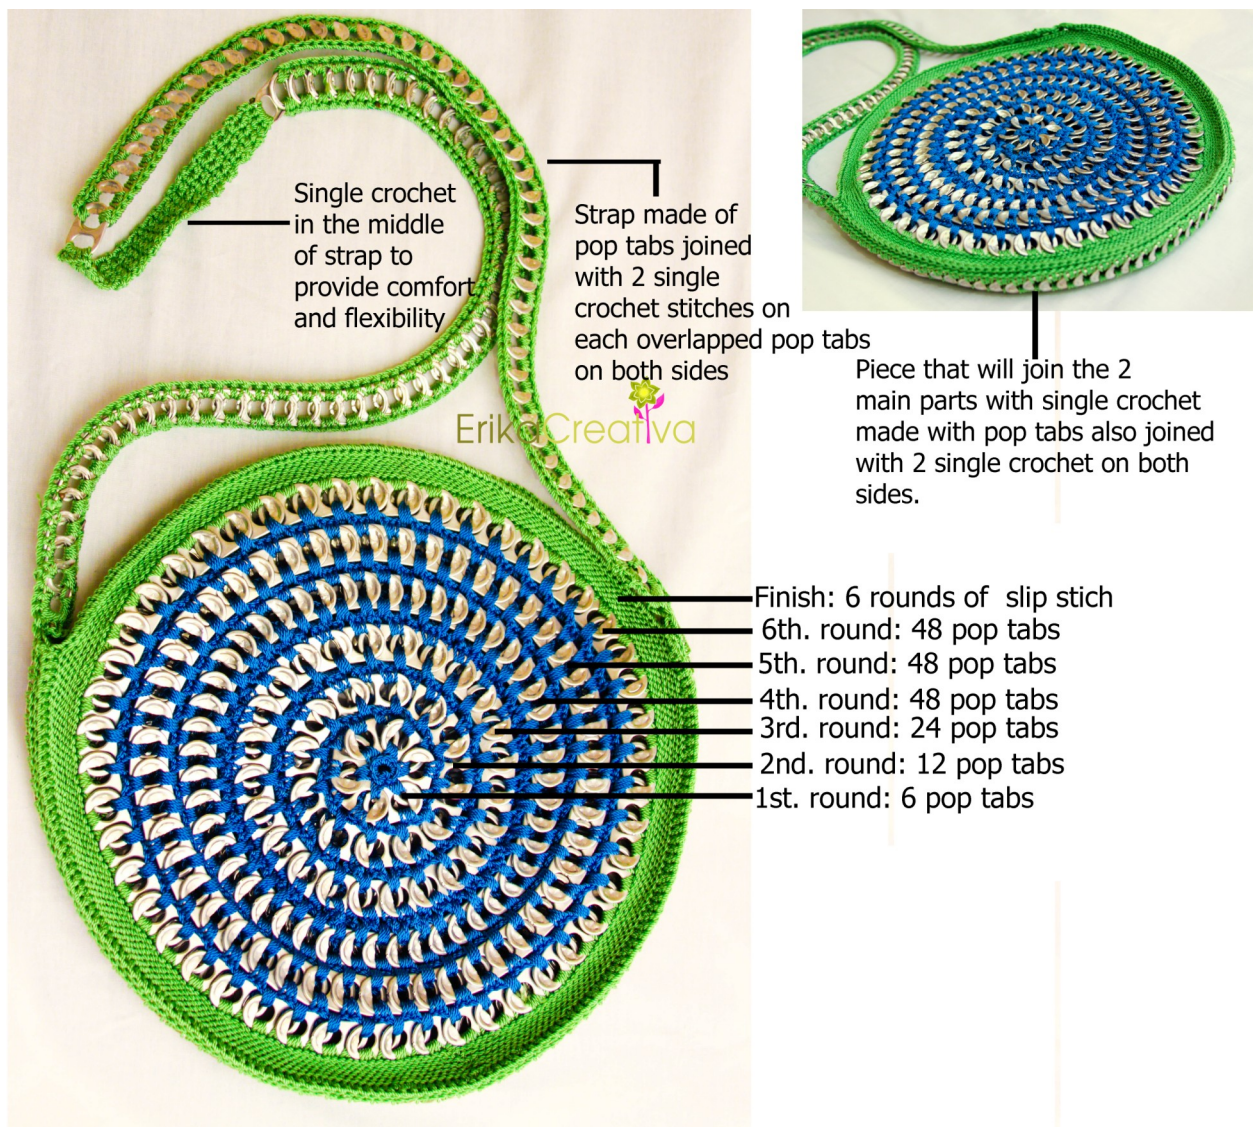 Single crochet
in the middle
of strap to
provide comfort
and flexibility
Strap made of
pop tabs joined
with 2 single
crochet stitches on
each overlapped pop tabs
on both sides
ErikaCreativa
Piece that will join the 2
main parts with single crochet
made with pop tabs also joined
with 2 single crochet on both
sides.
Finish: 6 rounds of slip stich
6th. round: 48 pop tabs
5th. round: 48 pop tabs
4th. round: 48 pop tabs
3rd. round: 24 pop tabs
2nd. round: 12 pop tabs
1st. round: 6 pop tabs